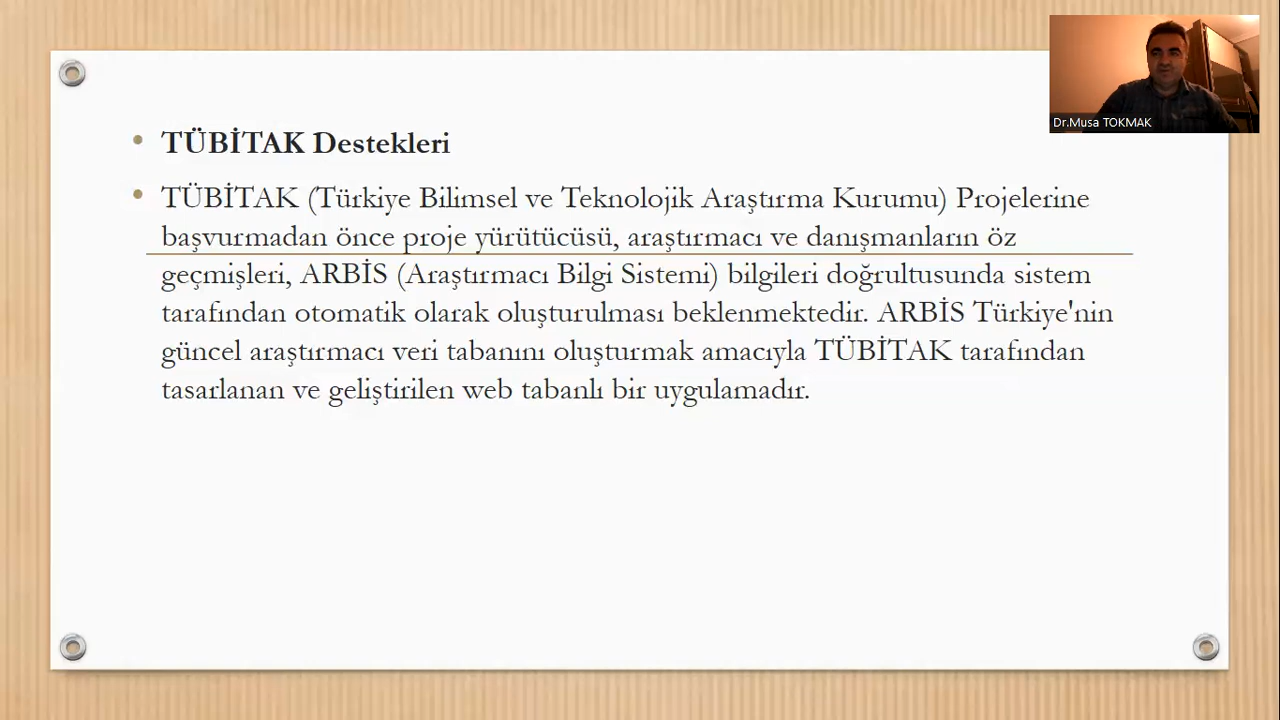 Dr.Musa TOKMAK
TÜBİTAK Destekleri
TÜBİTAK (Türkiye Bilimsel ve Teknolojik Araştırma Kurumu) Projelerine
başvurmadan önce proje yürütücüsü, araştırmacı ve danışmanların öz
geçmişleri, ARBİS (Araştırmacı Bilgi Sistemi) bilgileri doğrultusunda sistem
tarafından otomatik olarak oluşturulması beklenmektedir. ARBİS Türkiye'nin
güncel araştırmacı veri tabanını oluşturmak amacıyla TÜBİTAK tarafından
tasarlanan ve geliştirilen web tabanlı bir uygulamadır.